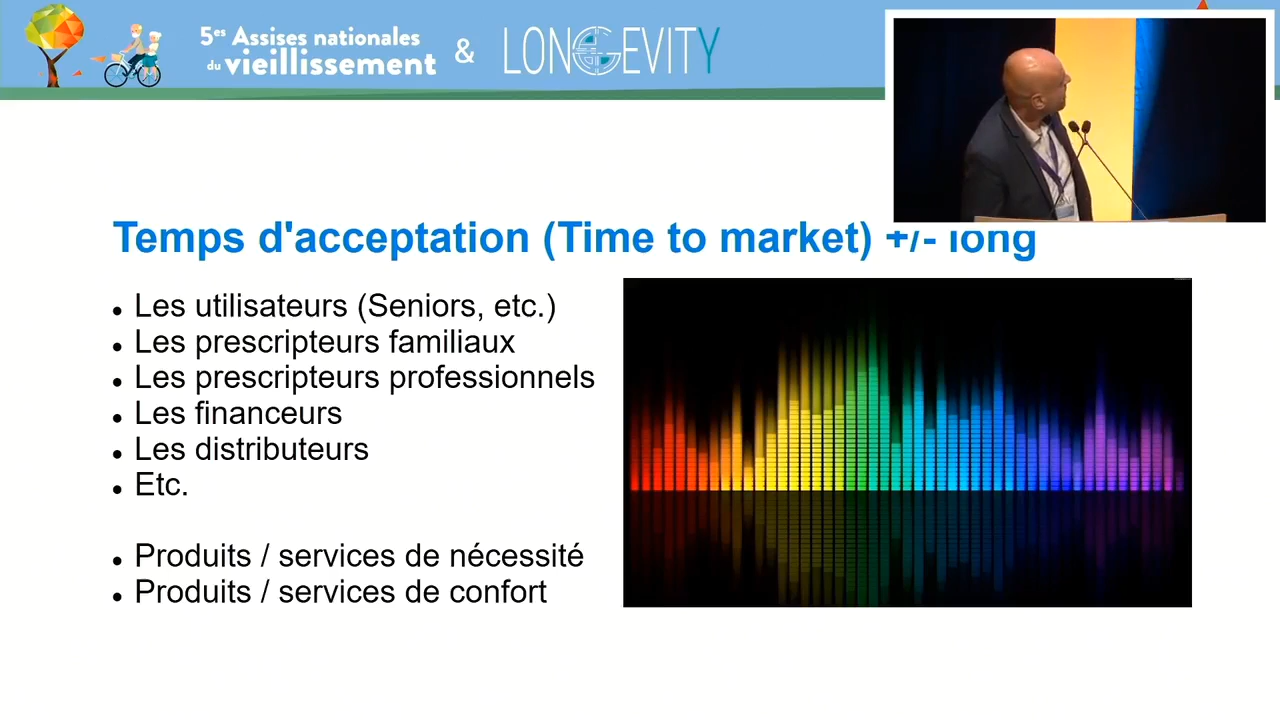 5es Assises nationales
du vieillissement
& LONGEVITY
Temps d'acceptation (Time to market) +/- long
Les utilisateurs (Seniors, etc.)
Les prescripteurs familiaux
Les prescripteurs professionnels
Les financeurs
Les distributeurs
Etc.
Produits / services de nécessité
Produits / services de confort